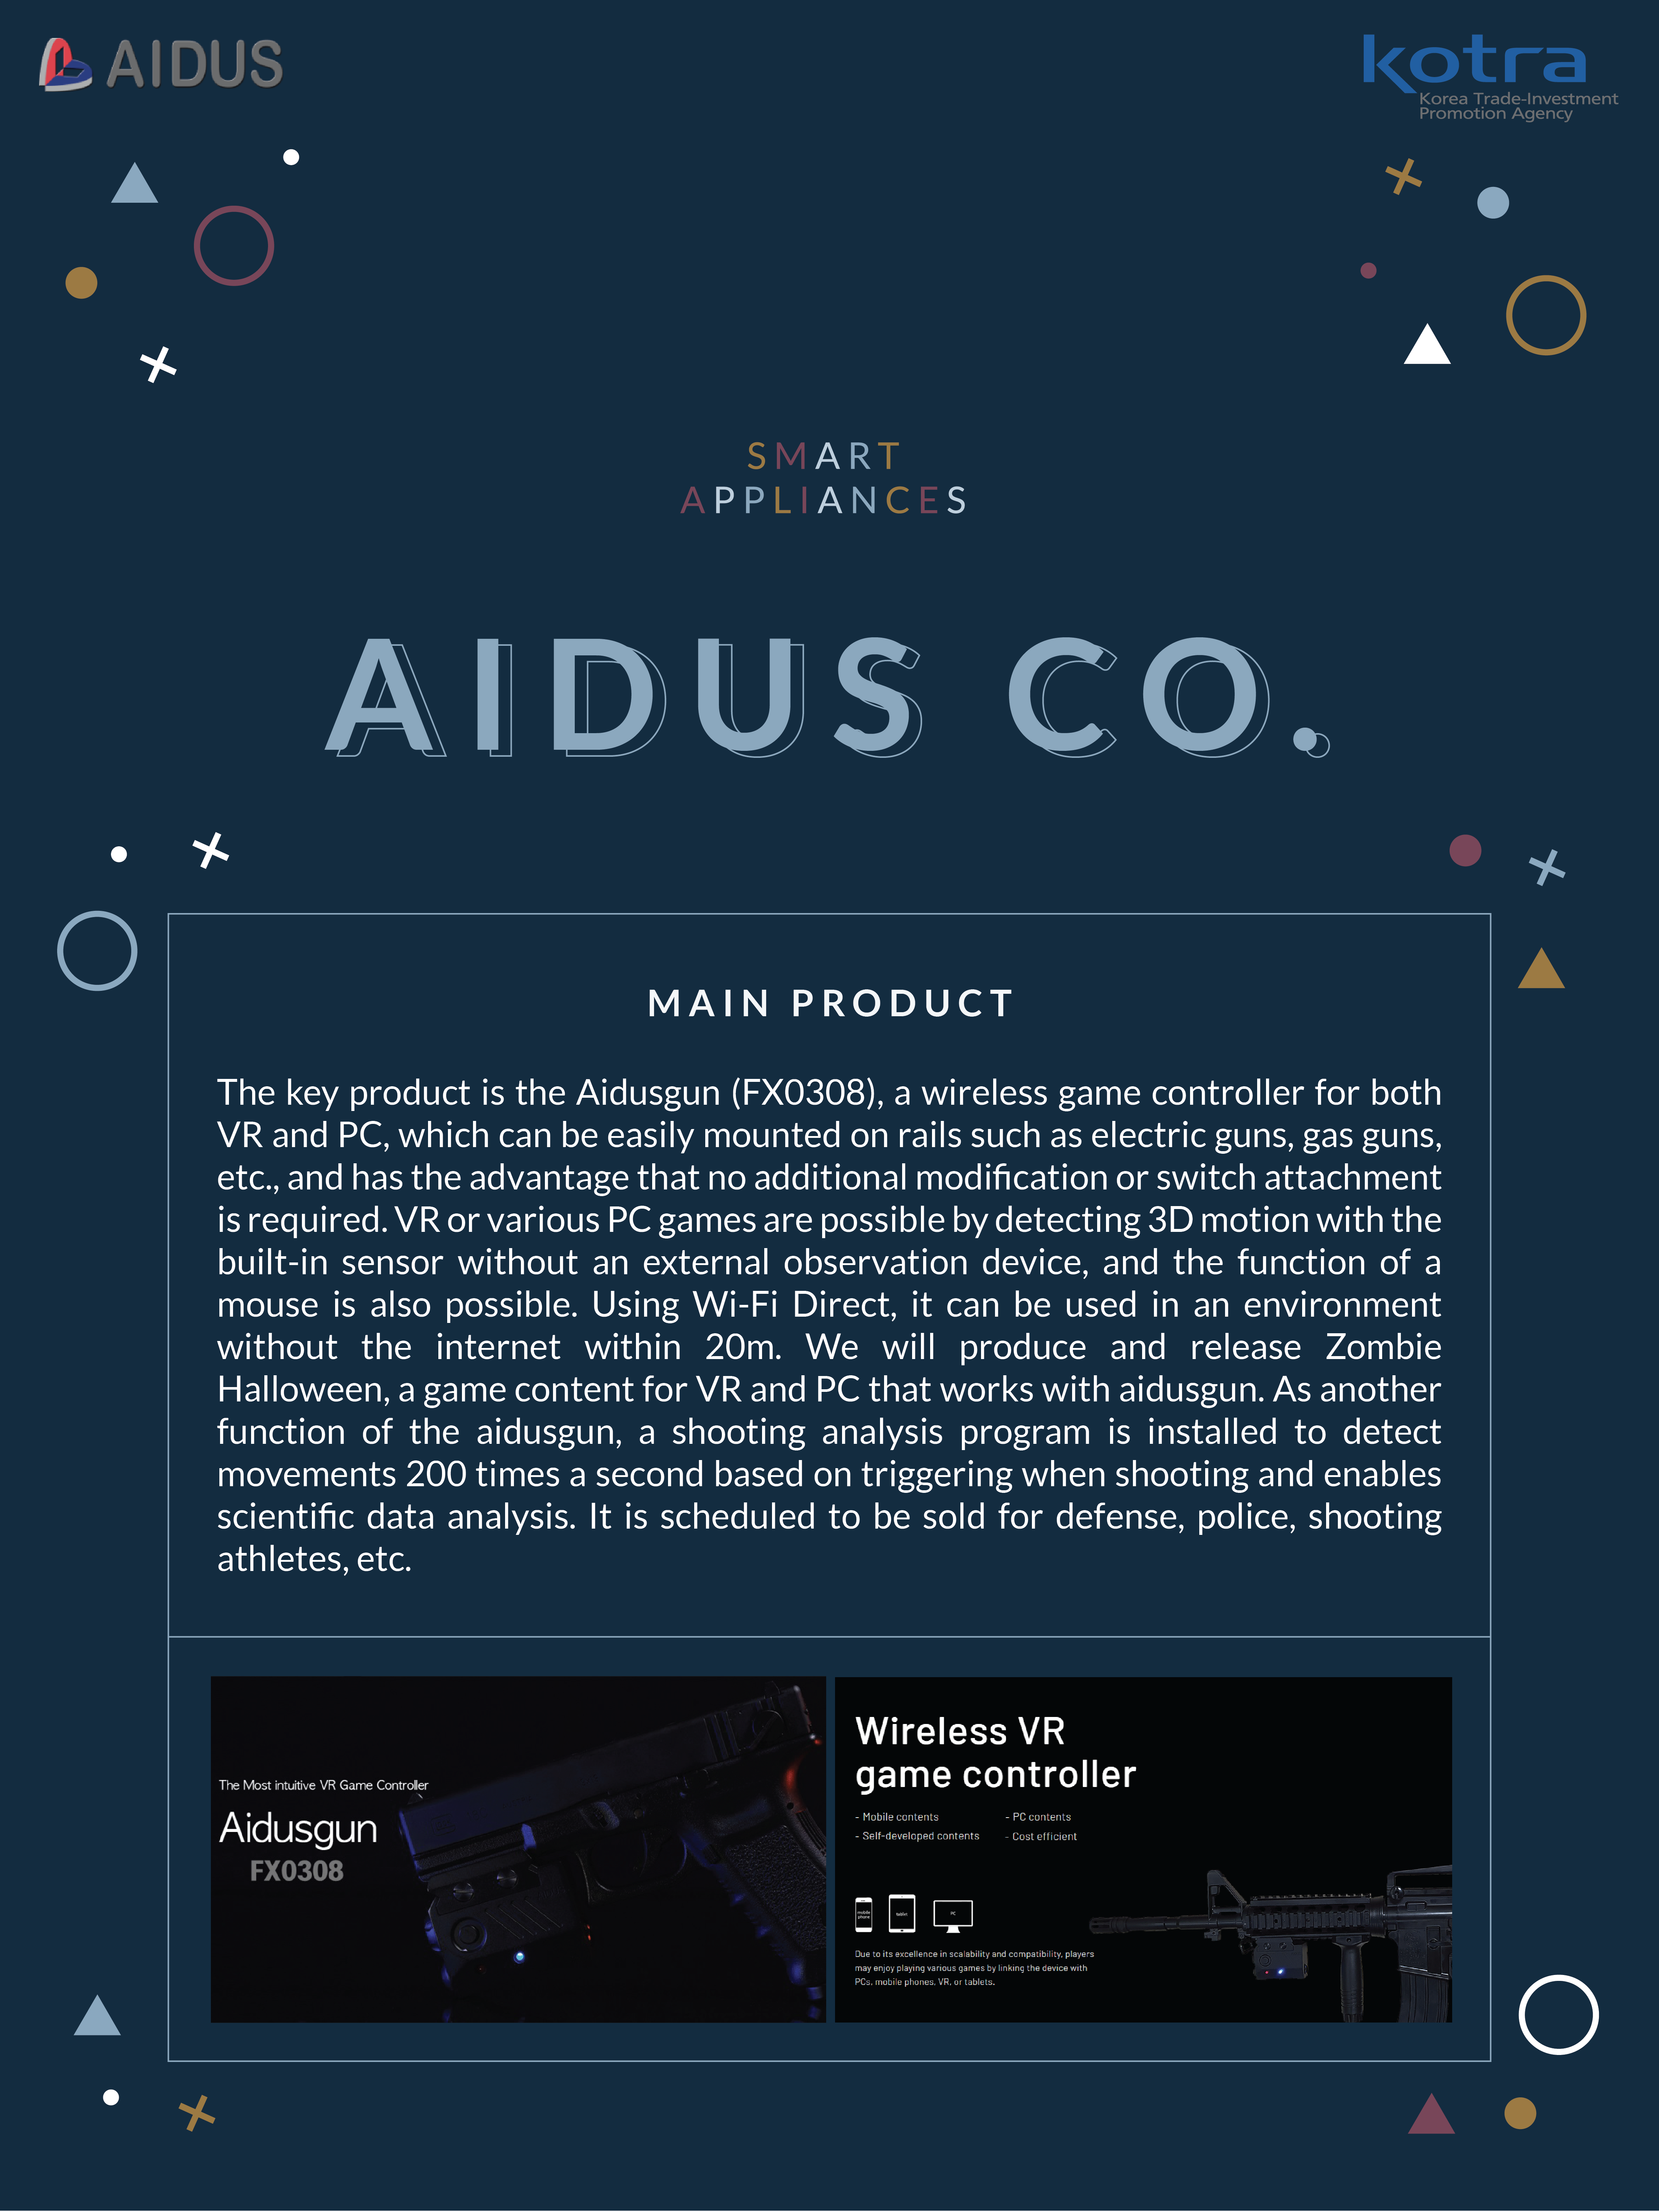 AIDUS
kotra
Korea Trade-Investment
Promotion Agency
SMART
APPLIANCES
AIDUS CO.
MAIN PRODUCT
The key product is the Aidusgun (FX0308), a wireless game controller for both
VR and PC, which can be easily mounted on rails such as electric guns, gas guns,
etc., and has the advantage that no additional modification or switch attachment
is required. VR or various PC games are possible by detecting 3D motion with the
built-in sensor without an external observation device, and the function of a
mouse is also possible. Using Wi-Fi Direct, it can be used in an environment
without the internet within 20m. We will produce and release Zombie
Halloween, a game content for VR and PC that works with aidusgun. As another
function of the aidusgun, a shooting analysis program is installed to detect
movements 200 times a second based on triggering when shooting and enables
scientific data analysis. It is scheduled to be sold for defense, police, shooting
athletes, etc.
The Most intuitive VR Game Controller
Aidusgun
FX0308
Wireless VR
game controller
- Mobile contents - PC contents
- Self-developed contents - Cost efficient
mobile
phone
tablet
PC
Due to its excellence in scalability and compatibility, players
may enjoy playing various games by linking the device with
PCs, mobile phones, VR, or tablets.